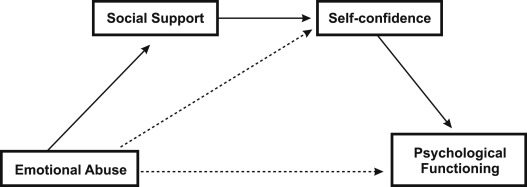 Social Support
Self-confidence
Emotional Abuse
Psychological
Functioning